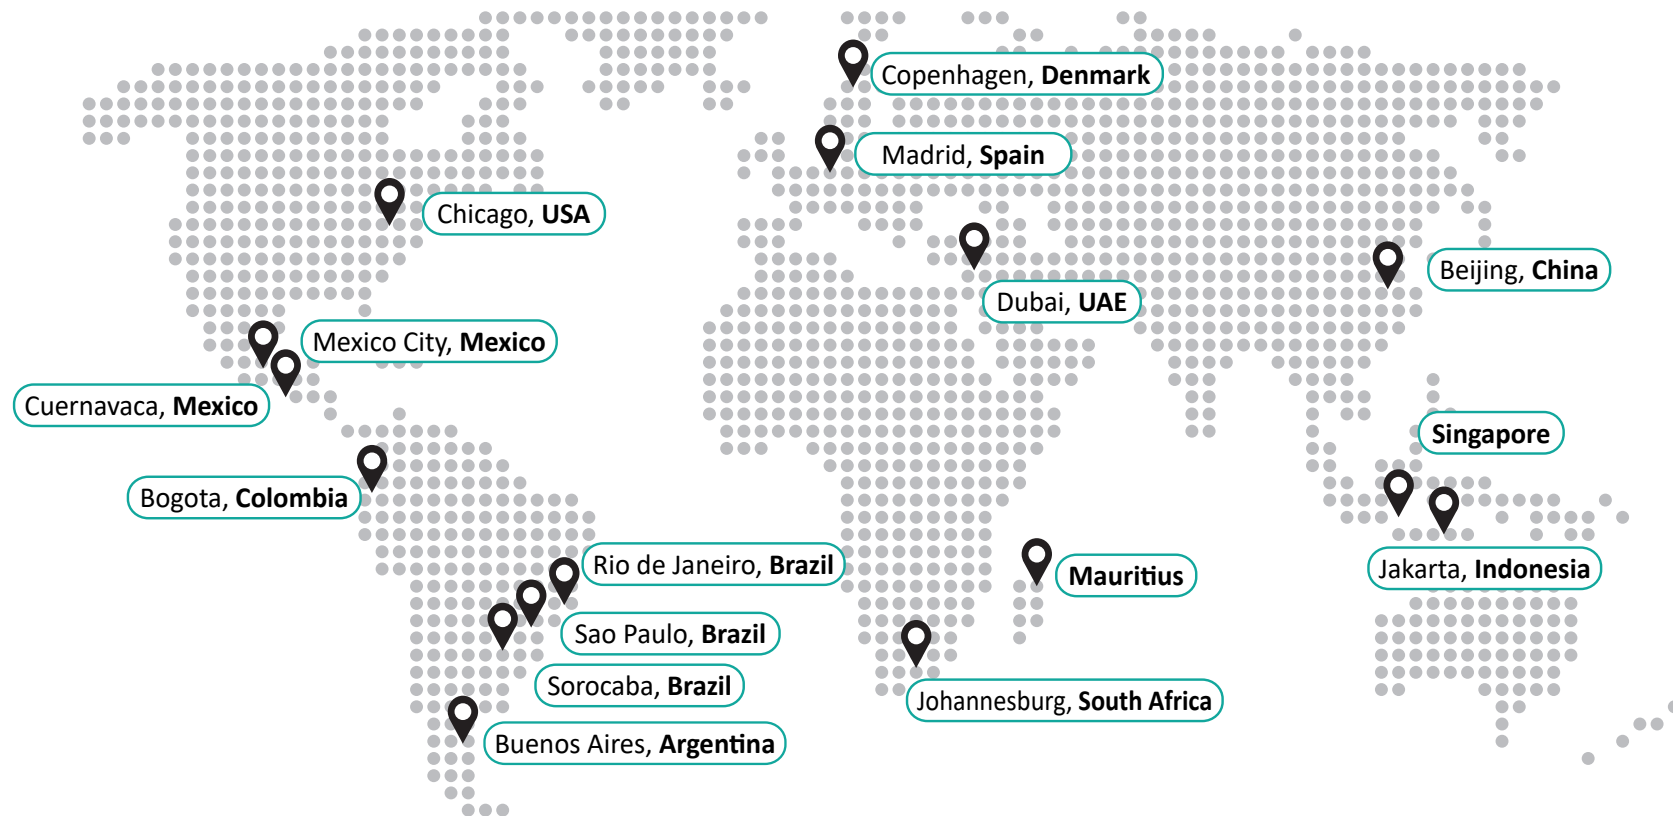 Copenhagen, Denmark
Madrid, Spain
Chicago, USA
Beijing, China
Dubai, UAE
Mexico City, Mexico
Cuernavaca, Mexico
Singapore
Bogota, Colombia
Rio de Janeiro, Brazil
Mauritius
Jakarta, Indonesia
Sao Paulo, Brazil
Sorocaba, Brazil
Johannesburg, South Africa
Buenos Aires, Argentina